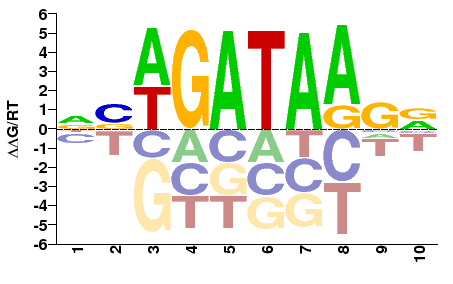 6
5
4
3
2
1
0
-1
-2
-3
-4
-5
-6
ΔΔG/RT
A C A G A T A A G G
G T T G A
C T C A C A T C A T
G C G C C T
T T G G
1 2 3 4 5 6 7 8 9 10